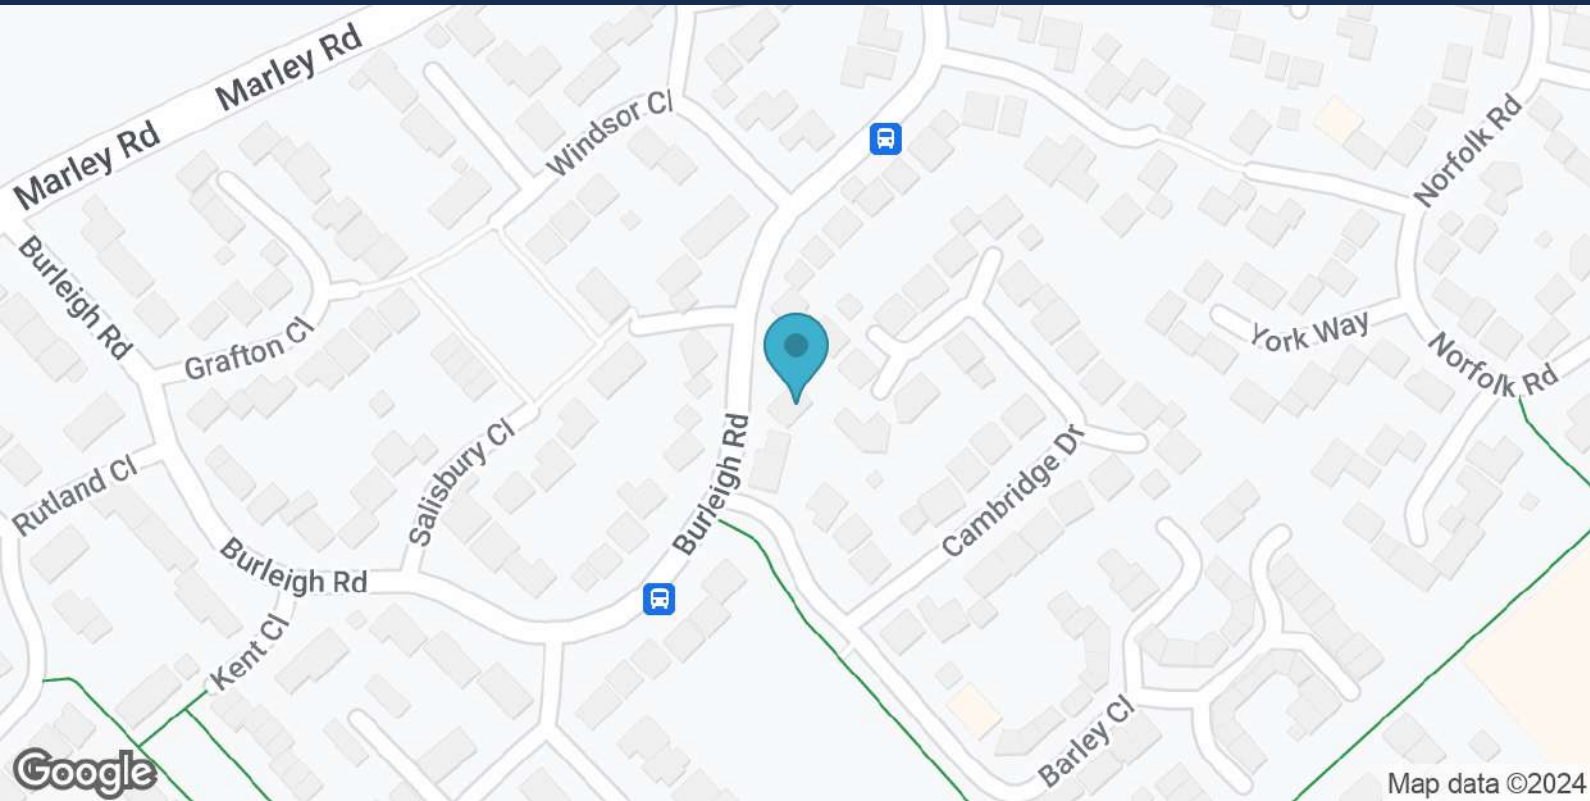 Marley Rd
Marley Rd
Windsor Cl
Norfolk Rd
Burleigh Rd
Grafton Cl
York Way
Norfolk Rd
Rutland Cl
Salisbury Cl
Burleigh Rd
Cambridge Dr
Burleigh Rd
Kent Cl
Barley Cl
Google
Map data ©2024